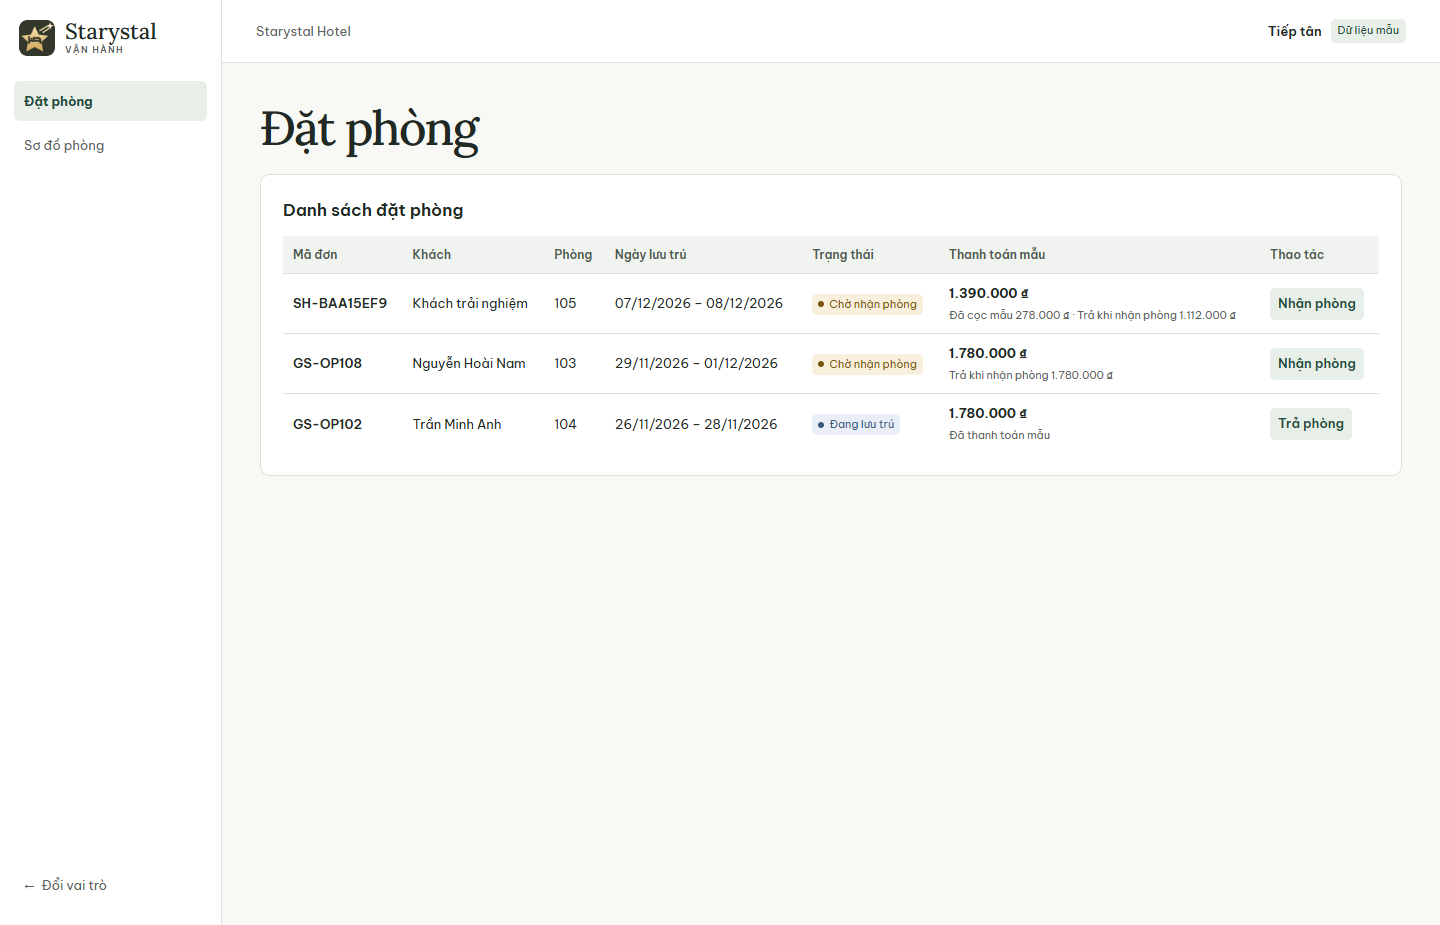 Starystal
VẬN HÀNH
Starystal Hotel
Tiếp tân
Dữ liệu mẫu
Đặt phòng
Sơ đồ phòng
Đặt phòng
Danh sách đặt phòng
Mã đơn Khách Phòng Ngày lưu trú Trạng thái Thanh toán mẫu Thao tác
SH-BAA15EF9 Khách trải nghiệm 105 07/12/2026 – 08/12/2026 Chờ nhận phòng 1.390.000 ₫ Nhận phòng
Đã cọc mẫu 278.000 ₫ · Trả khi nhận phòng 1.112.000 ₫
GS-OP108 Nguyễn Hoài Nam 103 29/11/2026 – 01/12/2026 Chờ nhận phòng 1.780.000 ₫ Nhận phòng
Trả khi nhận phòng 1.780.000 ₫
GS-OP102 Trần Minh Anh 104 26/11/2026 – 28/11/2026 Đang lưu trú 1.780.000 ₫ Trả phòng
Đã thanh toán mẫu
← Đổi vai trò